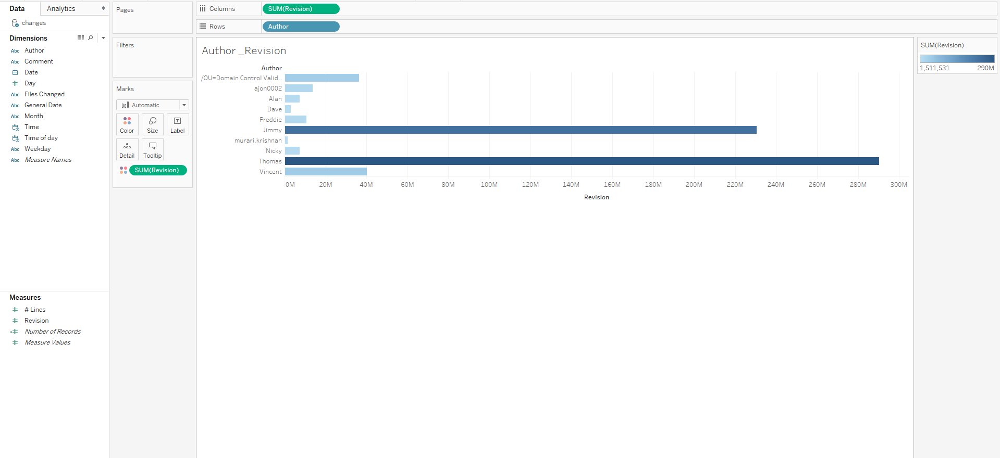 Data
Analytics
changes
Dimensions
Abc Author
Abc Comment
Date
# Day
Abc Files Changed
Abc General Date
Abc Month
Time
Time of day
Abc Weekday
Abc Measure Names
Measures
# # Lines
# Revision
=# Number of Records
# Measure Values
Pages
Filters
Marks
Automatic
Color
Size
T
Label
Detail
Tooltip
SUM(Revision)
Columns
SUM(Revision)
Rows
Author
Author _Revision
Author
/OU=Domain Control Valid..
ajon0002
Alan
Dave
Freddie
Jimmy
murari.krishnan
Nicky
Thomas
Vincent
0M 20M 40M 60M 80M 100M 120M 140M 160M 180M 200M 220M 240M 260M 280M 300M
Revision
SUM(Revision)
1,511,531 290M